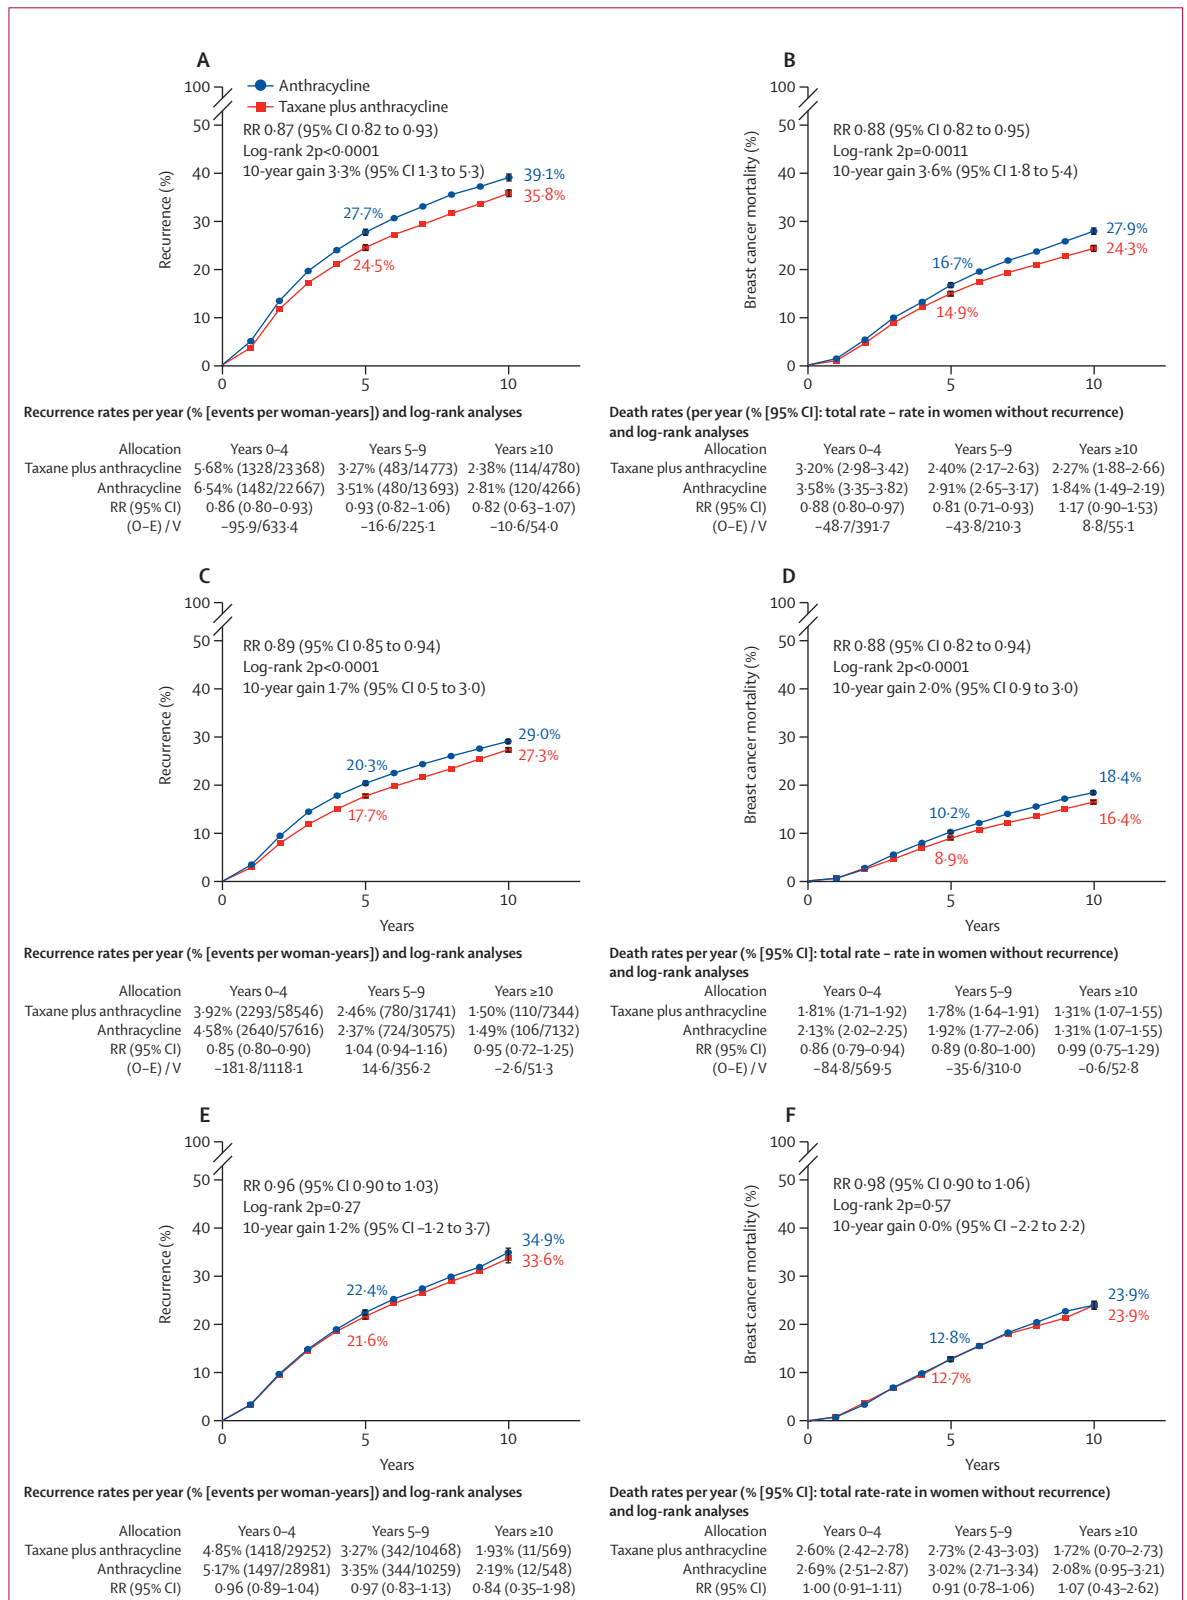 A
100
Anthracycline
Taxane plus anthracycline
50
RR 0·87 (95% CI 0·82 to 0·93)
Log-rank 2p<0·0001
10-year gain 3·3% (95% CI 1·3 to 5·3)
40
39·1%
35·8%
30
27·7%
24·5%
20
10
0
0
5
10
Recurrence (%)
Recurrence rates per year (% [events per woman-years]) and log-rank analyses
Allocation Years 0–4 Years 5–9 Years ≥10
Taxane plus anthracycline 5·68% (1328/23 368) 3·27% (483/14 773) 2·38% (114/4780)
Anthracycline 6·54% (1482/22 667) 3·51% (480/13 693) 2·81% (120/4266)
RR (95% CI) 0·86 (0·80–0·93) 0·93 (0·82–1·06) 0·82 (0·63–1·07)
(O–E) / V –95·9/633·4 –16·6/225·1 –10·6/54·0
B
100
50
RR 0·88 (95% CI 0·82 to 0·95)
Log-rank 2p=0·0011
10-year gain 3·6% (95% CI 1·8 to 5·4)
40
30
27·9%
24·3%
20
16·7%
14·9%
10
0
0
5
10
Breast cancer mortality (%)
Death rates (per year (% [95% CI]: total rate – rate in women without recurrence)
and log-rank analyses
Allocation Years 0–4 Years 5–9 Years ≥10
Taxane plus anthracycline 3·20% (2·98–3·42) 2·40% (2·17–2·63) 2·27% (1·88–2·66)
Anthracycline 3·58% (3·35–3·82) 2·91% (2·65–3·17) 1·84% (1·49–2·19)
RR (95% CI) 0·88 (0·80–0·97) 0·81 (0·71–0·93) 1·17 (0·90–1·53)
(O–E) / V –48·7/391·7 –43·8/210·3 8·8/55·1
C
100
50
RR 0·89 (95% CI 0·85 to 0·94)
Log-rank 2p<0·0001
10-year gain 1·7% (95% CI 0·5 to 3·0)
40
30
29·0%
27·3%
20
20·3%
17·7%
10
0
0
5
10
Recurrence (%)
Years
Recurrence rates per year (% [events per woman-years]) and log-rank analyses
Allocation Years 0–4 Years 5–9 Years ≥10
Taxane plus anthracycline 3·92% (2293/58546) 2·46% (780/31741) 1·50% (110/7344)
Anthracycline 4·58% (2640/57616) 2·37% (724/30575) 1·49% (106/7132)
RR (95% CI) 0·85 (0·80–0·90) 1·04 (0·94–1·16) 0·95 (0·72–1·25)
(O–E) / V –181·8/1118·1 14·6/356·2 –2·6/51·3
D
100
50
RR 0·88 (95% CI 0·82 to 0·94)
Log-rank 2p<0·0001
10-year gain 2·0% (95% CI 0·9 to 3·0)
40
30
20
18·4%
16·4%
10·2%
8·9%
10
0
0
5
10
Breast cancer mortality (%)
Years
Death rates per year (% [95% CI]: total rate – rate in women without recurrence)
and log-rank analyses
Allocation Years 0–4 Years 5–9 Years ≥10
Taxane plus anthracycline 1·81% (1·71–1·92) 1·78% (1·64–1·91) 1·31% (1·07–1·55)
Anthracycline 2·13% (2·02–2·25) 1·92% (1·77–2·06) 1·31% (1·07–1·55)
RR (95% CI) 0·86 (0·79–0·94) 0·89 (0·80–1·00) 0·99 (0·75–1·29)
(O–E) / V –84·8/569·5 –35·6/310·0 –0·6/52·8
E
100
50
RR 0·96 (95% CI 0·90 to 1·03)
Log-rank 2p=0·27
10-year gain 1·2% (95% CI –1·2 to 3·7)
40
34·9%
33·6%
30
22·4%
21·6%
20
10
0
0
5
10
Recurrence (%)
Years
Recurrence rates per year (% [events per woman-years]) and log-rank analyses
Allocation Years 0–4 Years 5–9 Years ≥10
Taxane plus anthracycline 4·85% (1418/29252) 3·27% (342/10468) 1·93% (11/569)
Anthracycline 5·17% (1497/28981) 3·35% (344/10259) 2·19% (12/548)
RR (95% CI) 0·96 (0·89–1·04) 0·97 (0·83–1·13) 0·84 (0·35–1·98)
F
100
50
RR 0·98 (95% CI 0·90 to 1·06)
Log-rank 2p=0·57
10-year gain 0·0% (95% CI –2·2 to 2·2)
40
30
23·9%
23·9%
20
12·8%
12·7%
10
0
0
5
10
Breast cancer mortality (%)
Years
Death rates per year (% [95% CI]: total rate-rate in women without recurrence)
and log-rank analyses
Allocation Years 0–4 Years 5–9 Years ≥10
Taxane plus anthracycline 2·60% (2·42–2·78) 2·73% (2·43–3·03) 1·72% (0·70–2·73)
Anthracycline 2·69% (2·51–2·87) 3·02% (2·71–3·34) 2·08% (0·95–3·21)
RR (95% CI) 1·00 (0·91–1·11) 0·91 (0·78–1·06) 1·07 (0·43–2·62)